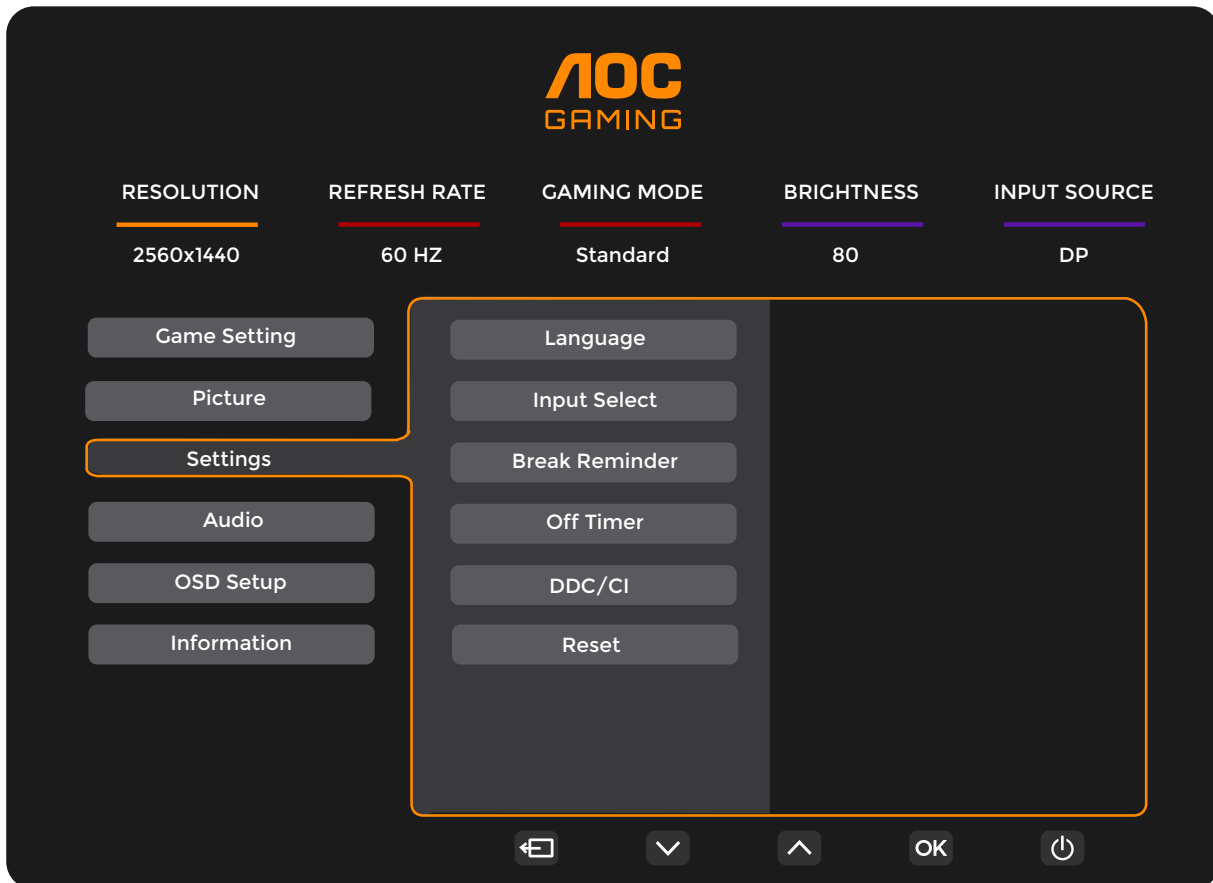 AOC
GAMING
RESOLUTION REFRESH RATE GAMING MODE BRIGHTNESS INPUT SOURCE
2560x1440 60 HZ Standard 80 DP
Game Setting Language
Picture Input Select
Settings Break Reminder
Audio Off Timer
OSD Setup DDC/CI
Information Reset
OK